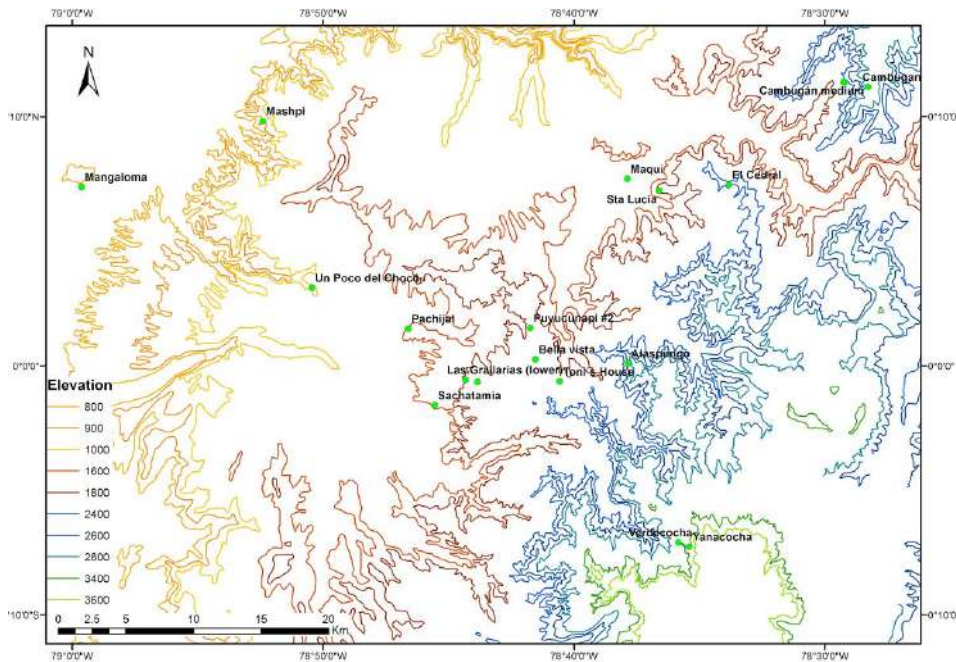 79°0'0"W 78°50'0"W 78°40'0"W 78°30'0"W
N
Cambugan
Cambugán medium
0°10'0"N 0°10'0"
Mashpi
Mangaloma
Maqui
El Cedral
Sta Lucia
Un Poco del Choco
Pachijal
Puyucunapi #2
Bella vista
Alaspungo
0°0'0" 0°0'0"
Las Grallarias (lower)
Toni's House
Sachatamia
Elevation
800
900
1000
1600
1800
2400
2600
2800
3400
3600
Verdecocha
Yanacocha
°10'0"S 0°10'0"
0 2.5 5 10 15 20
Km
79°0'0"W 78°50'0"W 78°40'0"W 78°30'0"W